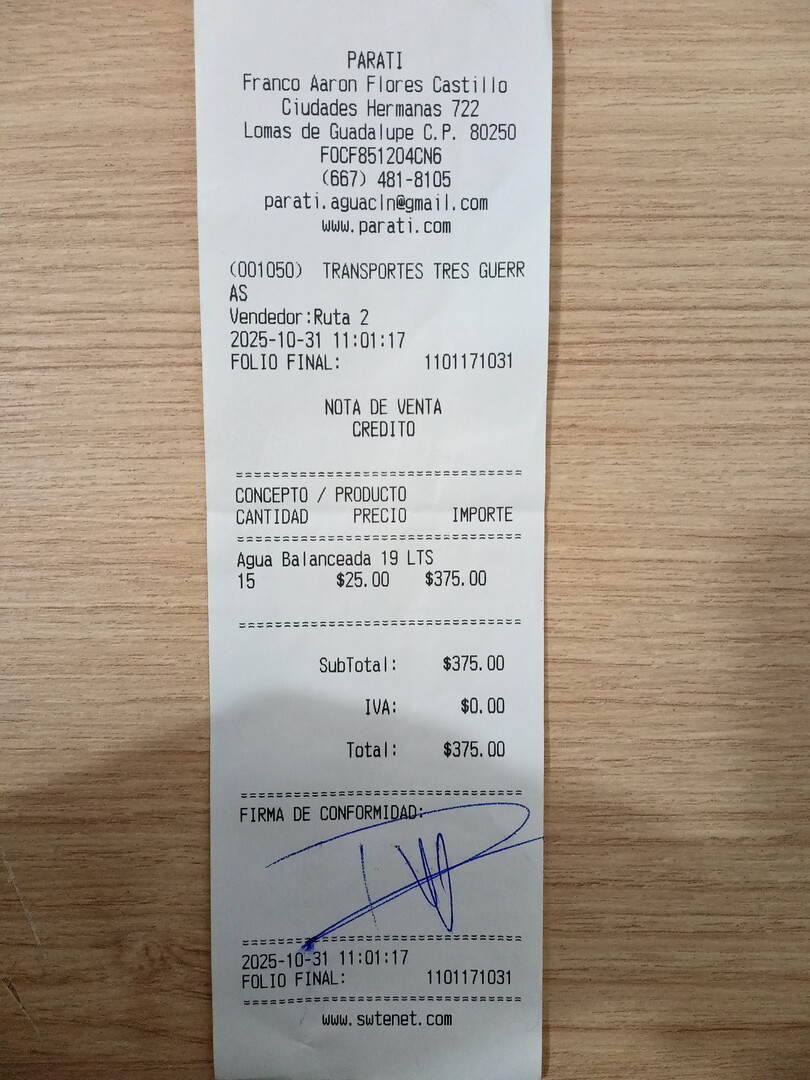 PARATI
Franco Aaron Flores Castillo
Ciudades Hermanas 722
Lomas de Guadalupe C.P. 80250
FOCF851204CN6
(667) 481-8105
parati.aguacln@gmail.com
www.parati.com
(001050) TRANSPORTES TRES GUERR
AS
Vendedor:Ruta 2
2025-10-31 11:01:17
FOLIO FINAL: 1101171031
NOTA DE VENTA
CREDITO
================================
CONCEPTO / PRODUCTO
CANTIDAD PRECIO IMPORTE
================================
Agua Balanceada 19 LTS
15 $25.00 $375.00
================================
SubTotal: $375.00
IVA: $0.00
Total: $375.00
================================
FIRMA DE CONFORMIDAD:
================================
2025-10-31 11:01:17
FOLIO FINAL: 1101171031
================================
www.swtenet.com